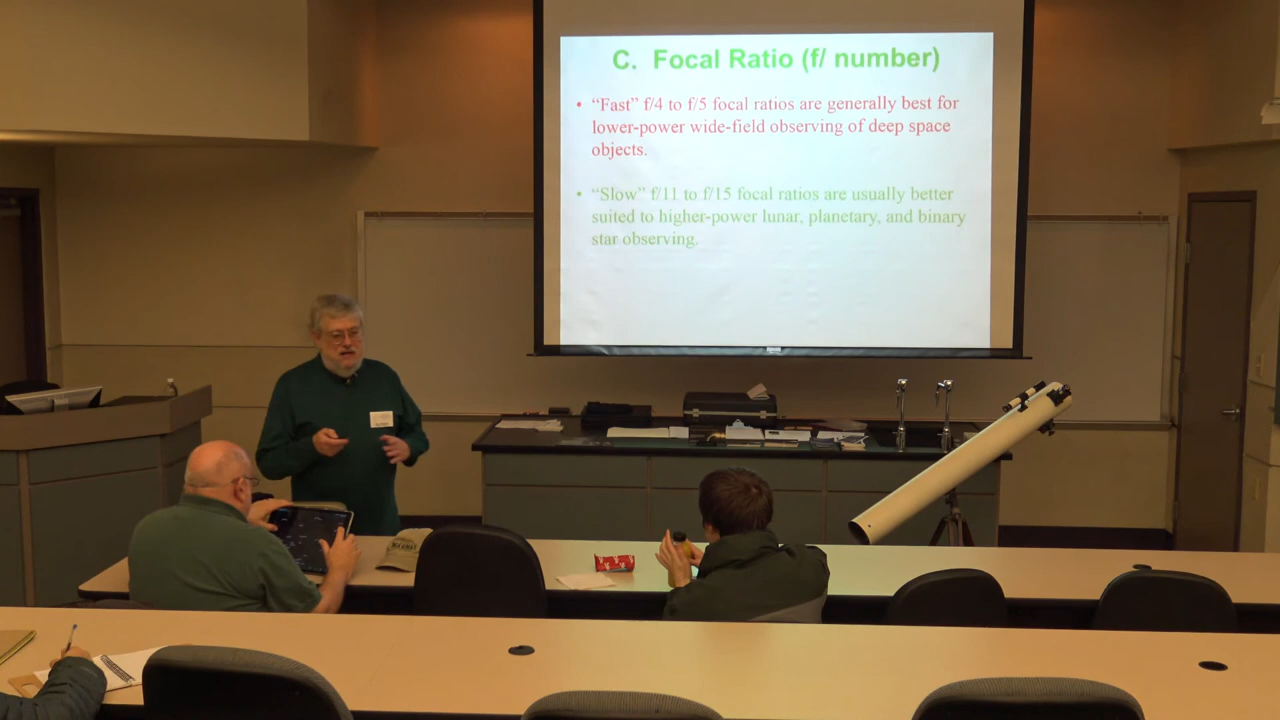 C. Focal Ratio (f/ number)
• “Fast” f/4 to f/5 focal ratios are generally best for
lower-power wide-field observing of deep space
objects.
• “Slow” f/11 to f/15 focal ratios are usually better
suited to higher-power lunar, planetary, and binary
star observing.